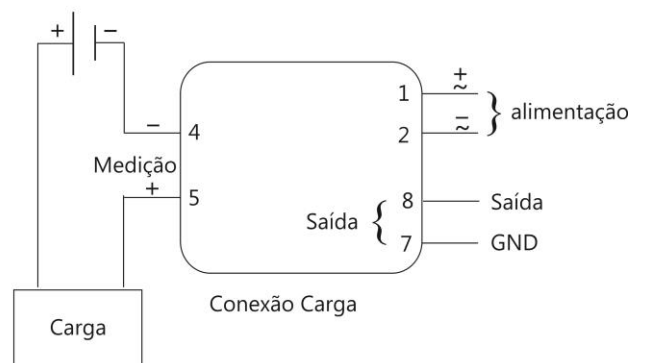 + -
- 4
Medição
+ 5
Carga
1 + ~
2 - ~
alimentação
Saída
8 Saída
7 GND
Conexão Carga